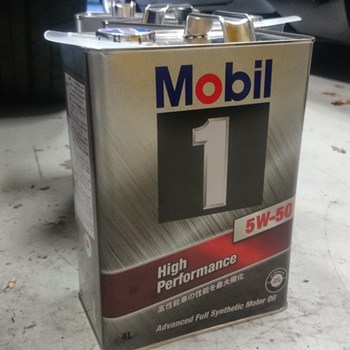 Mobil
1
5W-50
High
Performance
高性能車の性能を最大限化
4L
Advanced Full Synthetic Motor Oil